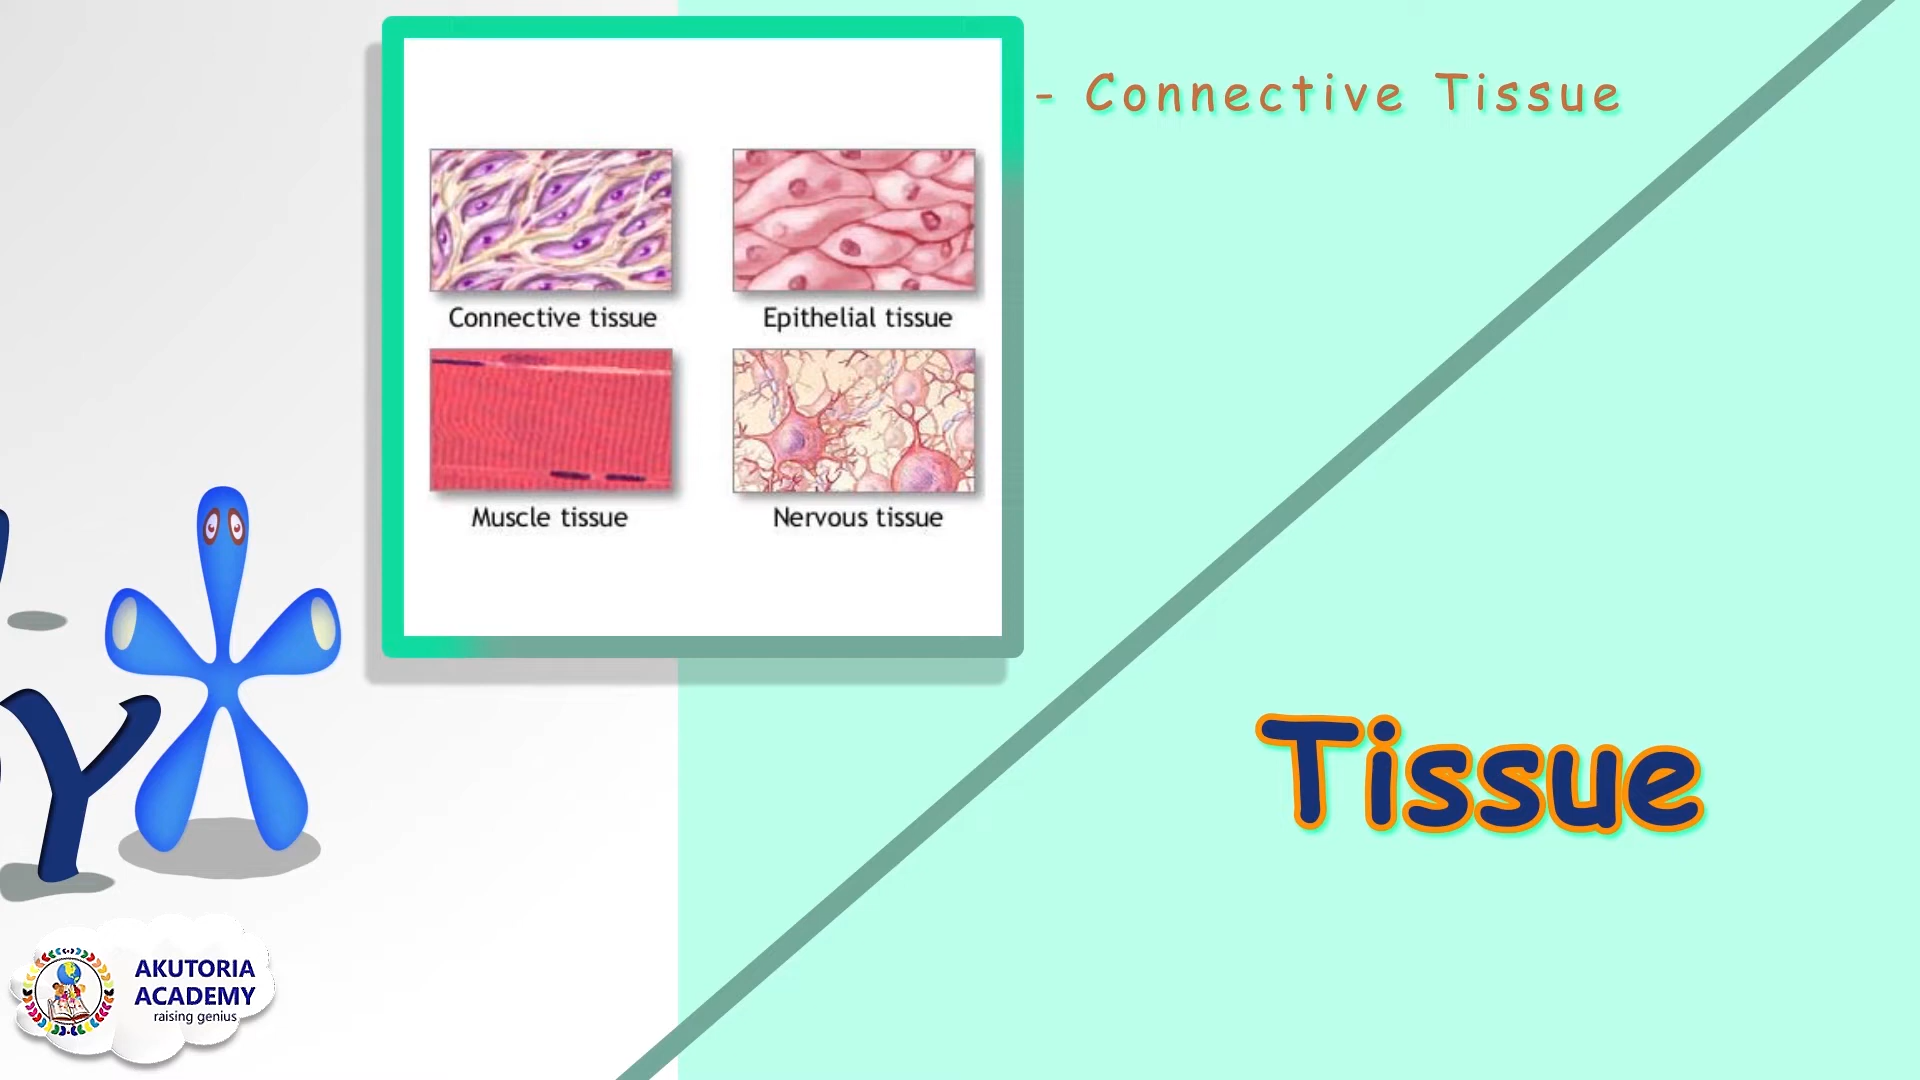 - Connective Tissue
Connective tissue
Epithelial tissue
Muscle tissue
Nervous tissue
Tissue
Y
AKUTORIA
ACADEMY
raising genius